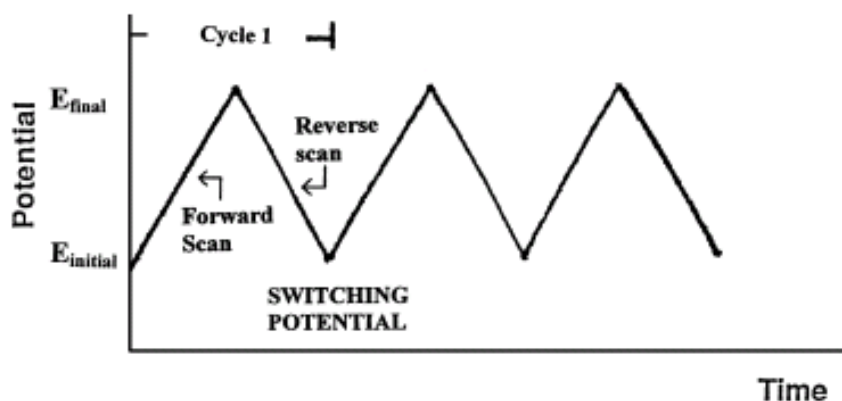 Cycle 1
E_final
Potential
Reverse
scan
Forward
Scan
E_initial
SWITCHING
POTENTIAL
Time